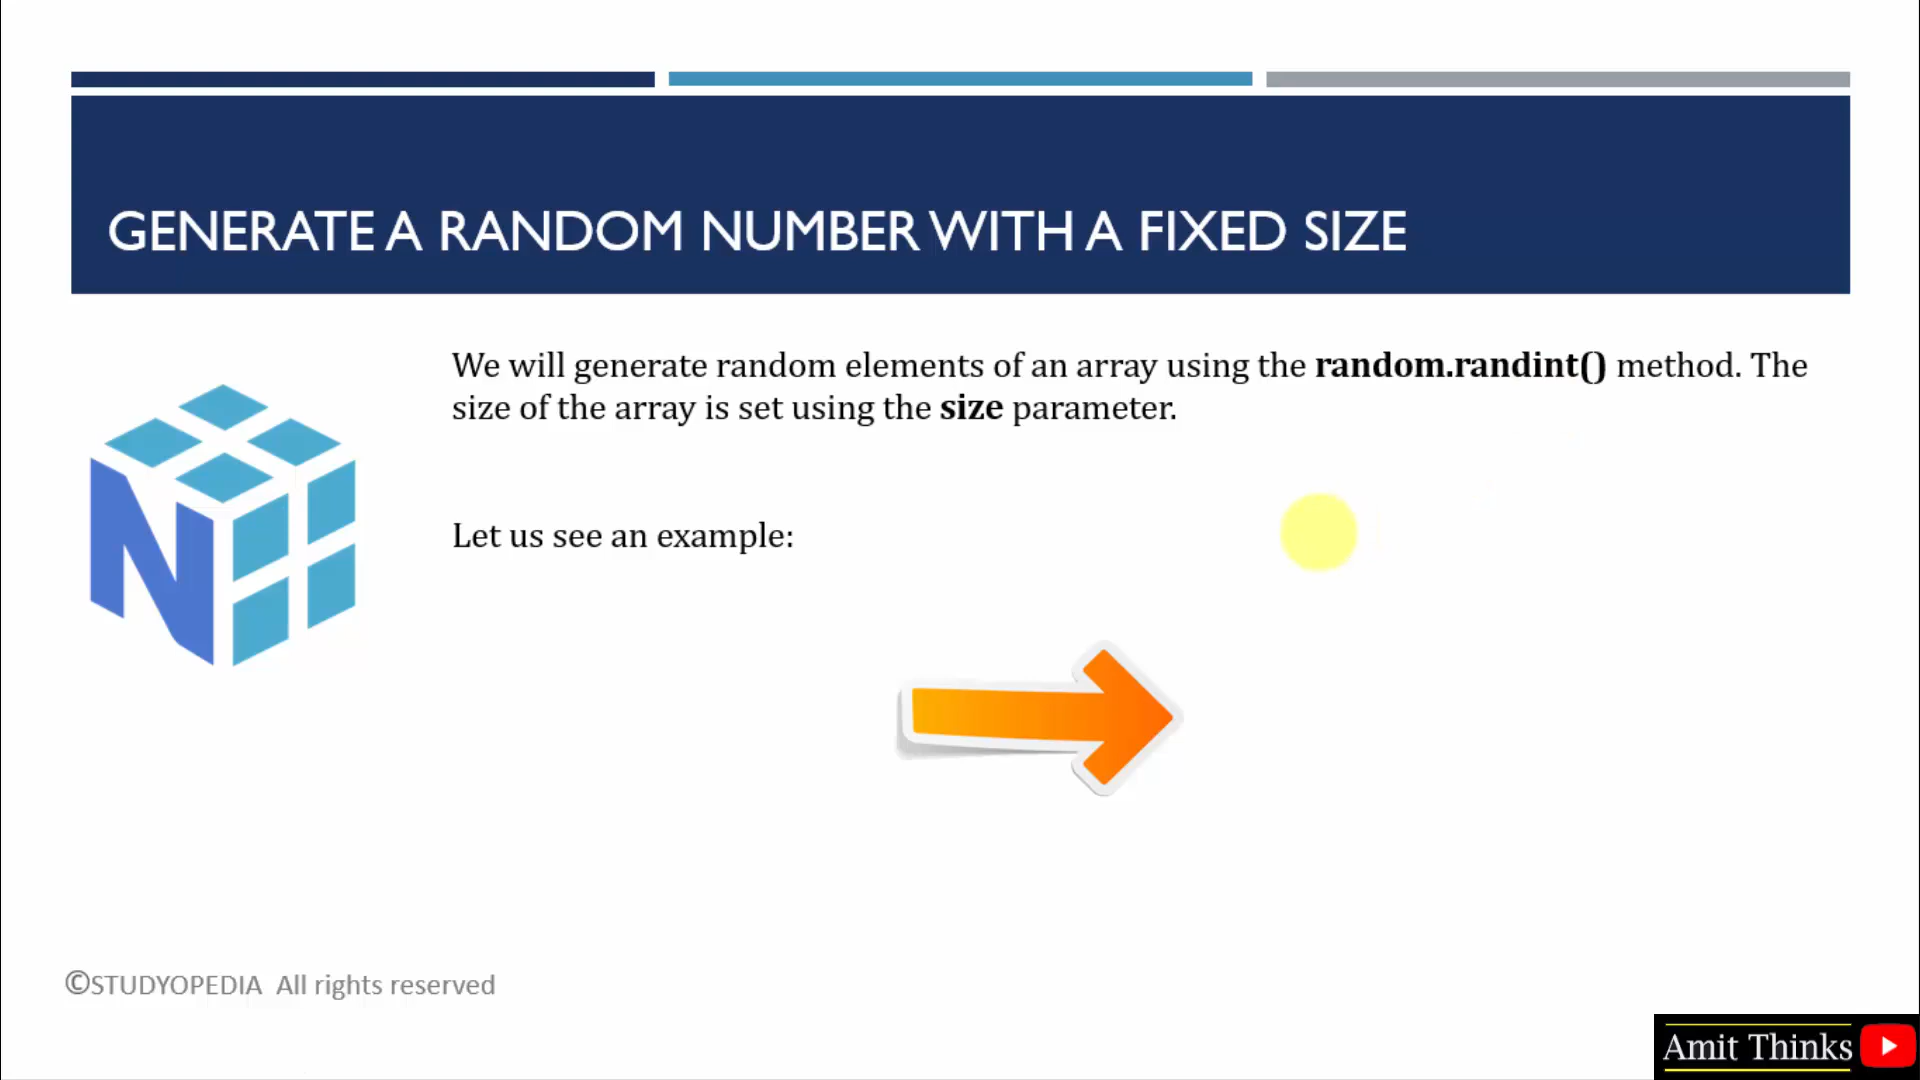 GENERATE A RANDOM NUMBER WITH A FIXED SIZE
We will generate random elements of an array using the random.randint() method. The
size of the array is set using the size parameter.
Let us see an example:
©STUDYOPEDIA All rights reserved
Amit Thinks